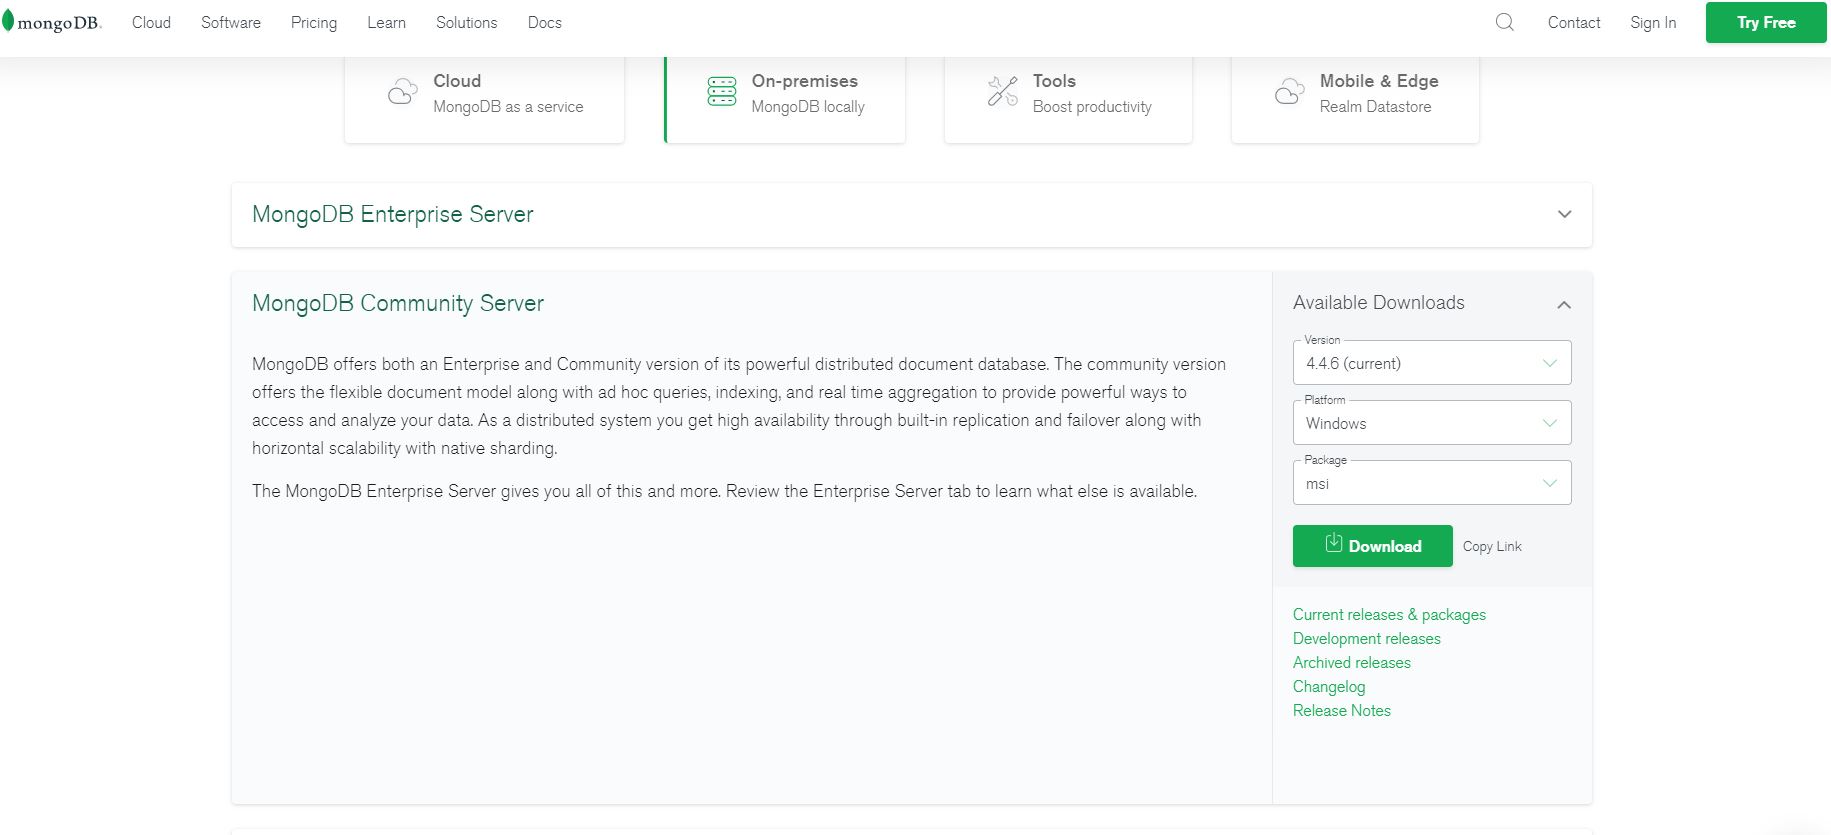 mongoDB.
Cloud
Software
Pricing
Learn
Solutions
Docs
Contact
Sign In
Try Free
Cloud
MongoDB as a service
On-premises
MongoDB locally
Tools
Boost productivity
Mobile & Edge
Realm Datastore
MongoDB Enterprise Server
MongoDB Community Server
MongoDB offers both an Enterprise and Community version of its powerful distributed document database. The community version
offers the flexible document model along with ad hoc queries, indexing, and real time aggregation to provide powerful ways to
access and analyze your data. As a distributed system you get high availability through built-in replication and failover along with
horizontal scalability with native sharding.
The MongoDB Enterprise Server gives you all of this and more. Review the Enterprise Server tab to learn what else is available.
Available Downloads
Version
4.4.6 (current)
Platform
Windows
Package
msi
Download
Copy Link
Current releases & packages
Development releases
Archived releases
Changelog
Release Notes